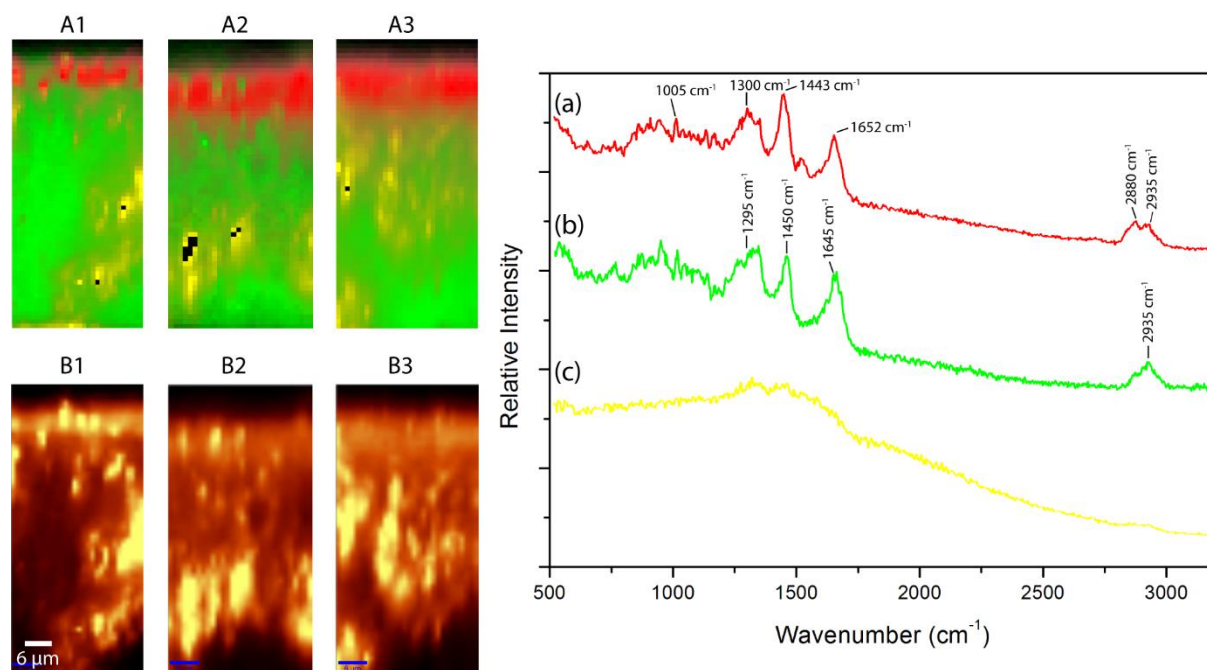 A1
A2
A3
B1
B2
B3
6 µm
(a)
1005 cm⁻¹
1300 cm⁻¹
1443 cm⁻¹
1652 cm⁻¹
2880 cm⁻¹
2935 cm⁻¹
(b)
1295 cm⁻¹
1450 cm⁻¹
1645 cm⁻¹
2935 cm⁻¹
(c)
Relative Intensity
500
1000
1500
2000
2500
3000
Wavenumber (cm⁻¹)